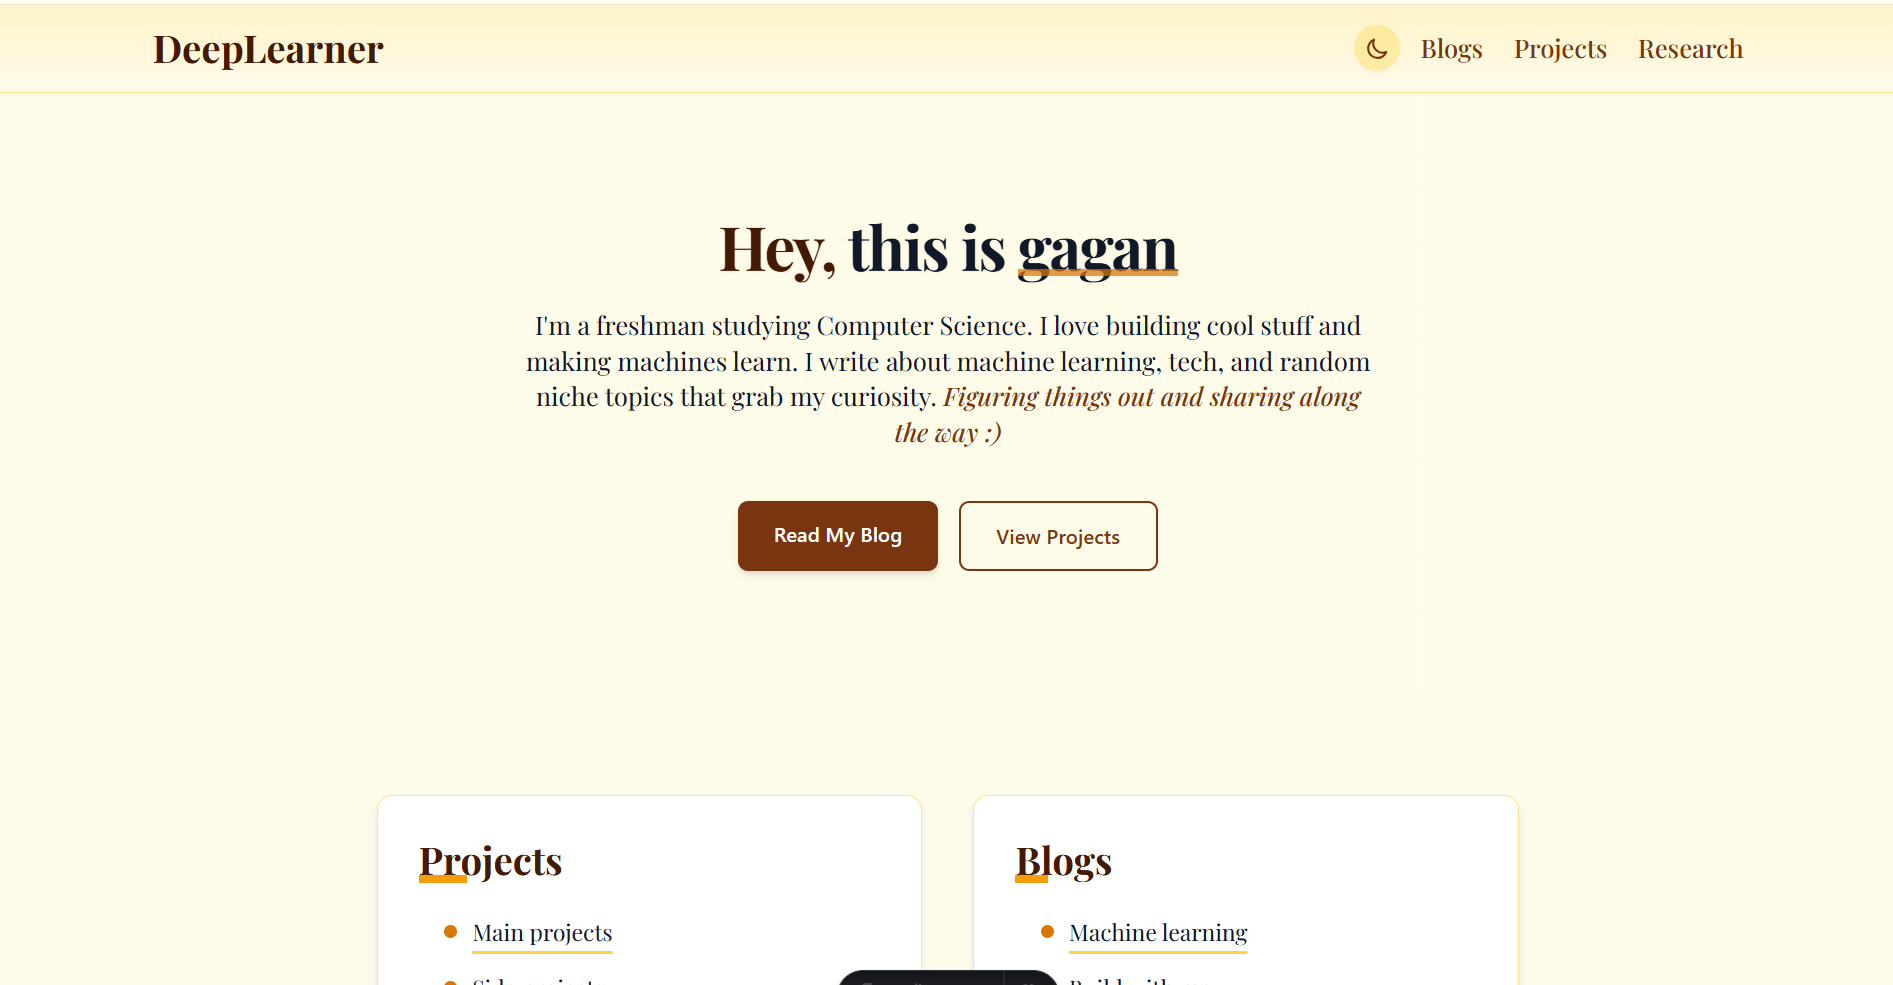 DeepLearner
Blogs
Projects
Research
Hey, this is gagan
I'm a freshman studying Computer Science. I love building cool stuff and
making machines learn. I write about machine learning, tech, and random
niche topics that grab my curiosity. Figuring things out and sharing along
the way :)
Read My Blog
View Projects
Projects
Main projects
Blogs
Machine learning